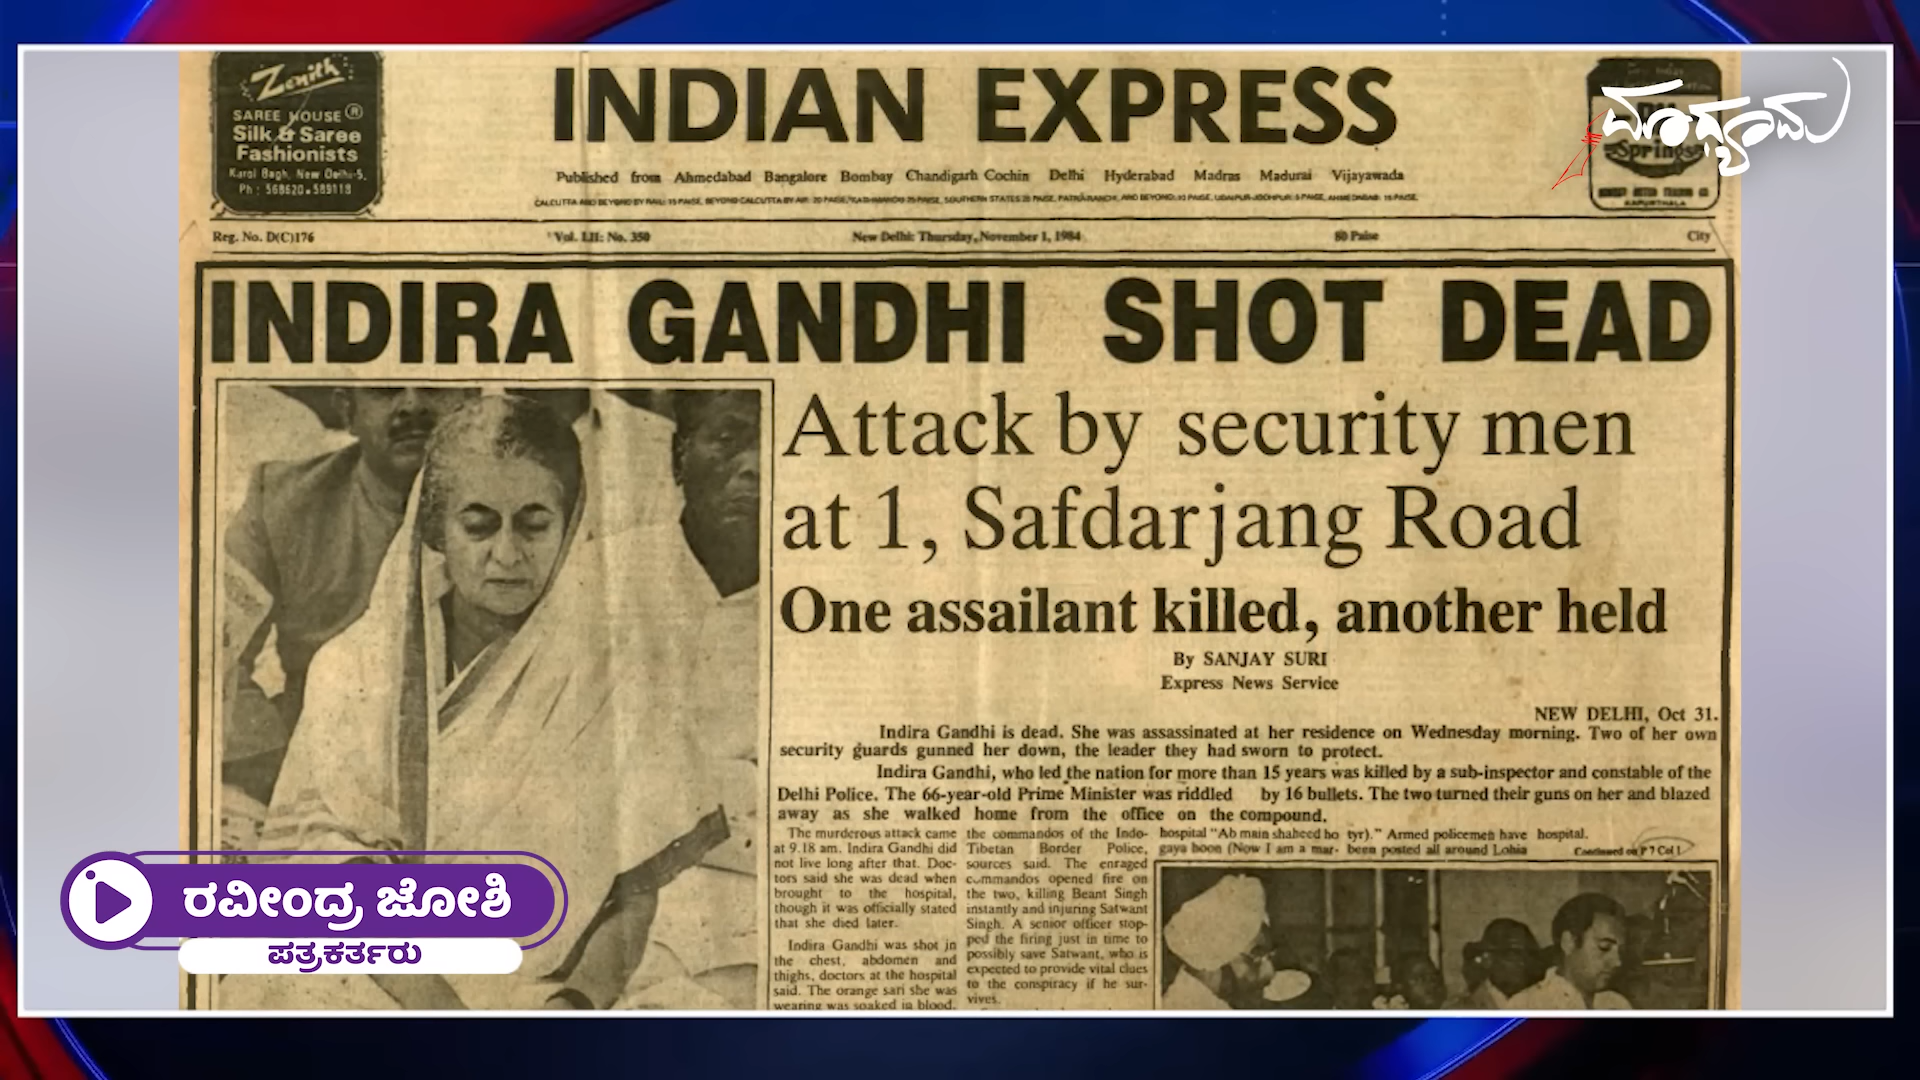 Zenith
SAREE HOUSE ®
Silk & Saree
Fashionists
Karol Bagh, New Delhi-5.
Ph : 568620 • 589118
INDIAN EXPRESS
Published from Ahmedabad Bangalore Bombay Chandigarh Cochin Delhi Hyderabad Madras Madurai Vijayawada
Springs
Reg. No. D(C)176
Vol. LII: No. 350
New Delhi: Thursday, November 1, 1984
80 Paise
City
INDIRA GANDHI SHOT DEAD
Attack by security men
at 1, Safdarjang Road
One assailant killed, another held
By SANJAY SURI
Express News Service
NEW DELHI, Oct 31.
Indira Gandhi is dead. She was assassinated at her residence on Wednesday morning. Two of her own
security guards gunned her down, the leader they had sworn to protect.
Indira Gandhi, who led the nation for more than 15 years was killed by a sub-inspector and constable of the
Delhi Police. The 66-year-old Prime Minister was riddled by 16 bullets. The two turned their guns on her and blazed
away as she walked home from the office on the compound.
The murderous attack came
at 9.18 am. Indira Gandhi did
not live long after that. Doc-
tors said she was dead when
brought to the hospital,
though it was officially stated
that she died later.
Indira Gandhi was shot in
the chest, abdomen and
thighs, doctors at the hospital
said. The orange sari she was
wearing was soaked in blood.
the commandos of the Indo-
Tibetan Border Police,
sources said. The enraged
commandos opened fire on
the two, killing Beant Singh
instantly and injuring Satwant
Singh. A senior officer stop-
ped the firing just in time to
possibly save Satwant, who is
expected to provide vital clues
to the conspiracy if he sur-
vives.
hospital "Ab main shaheed ho
gaya hoon (Now I am a mar-
tyr)." Armed policemen have
been posted all around Lohia
hospital.
Continued on P 7 Col 1
ರವೀಂದ್ರ ಜೋಶಿ
ಪತ್ರಕರ್ತರು